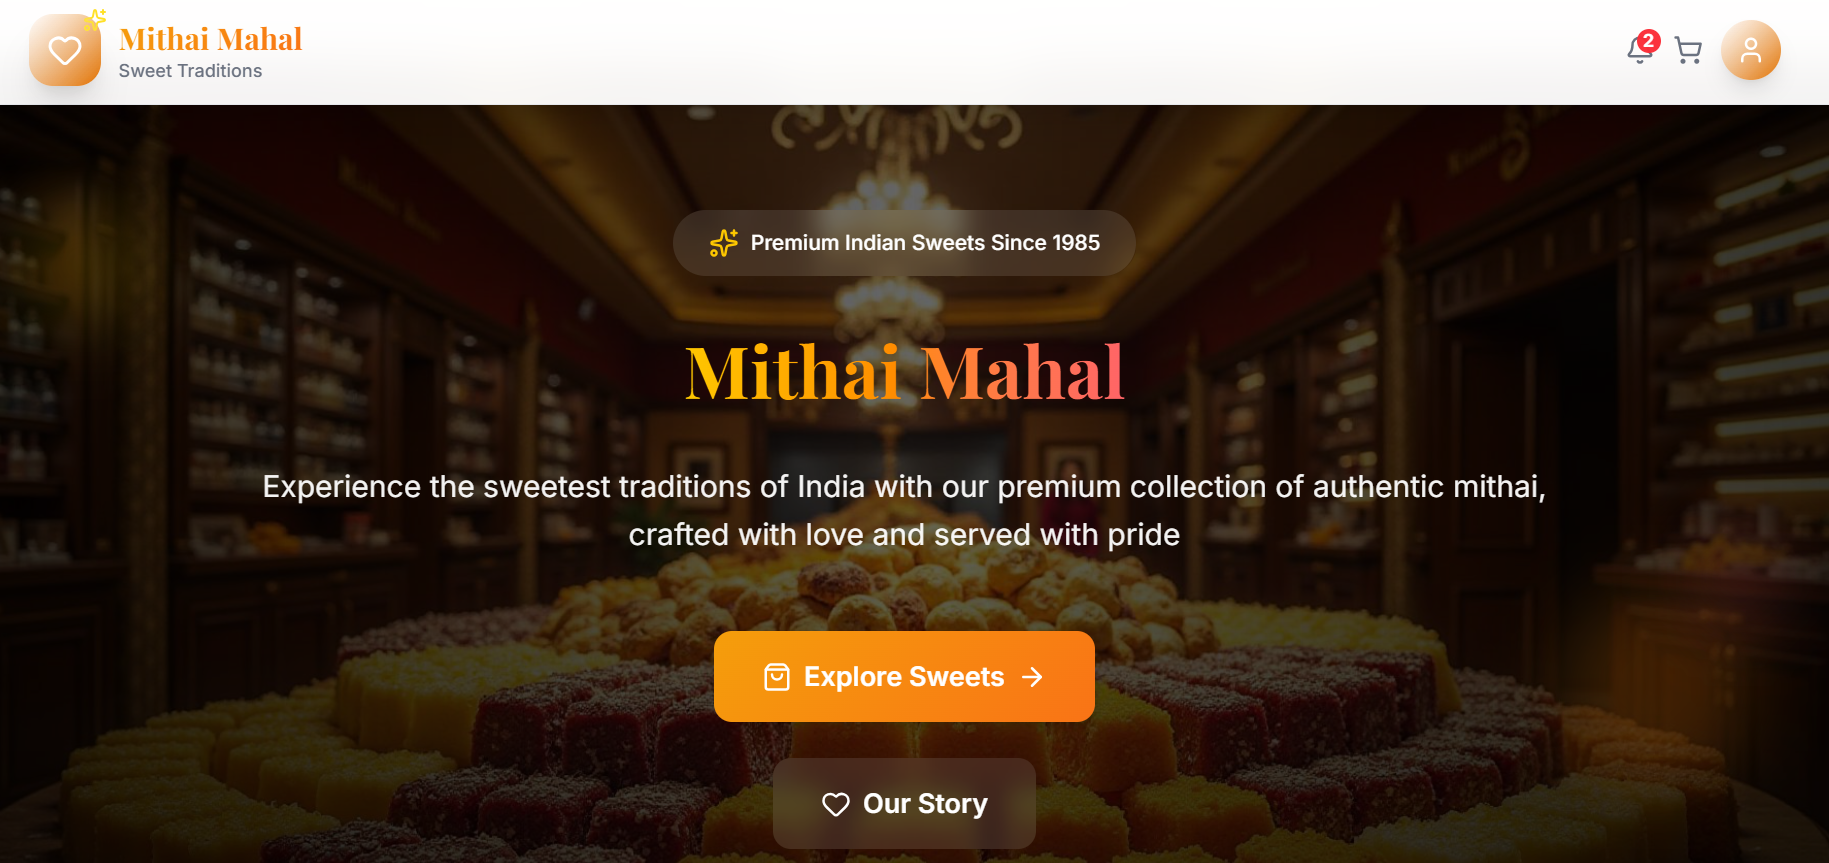 Mithai Mahal
Sweet Traditions
2
Premium Indian Sweets Since 1985
Mithai Mahal
Experience the sweetest traditions of India with our premium collection of authentic mithai,
crafted with love and served with pride
Explore Sweets
Our Story